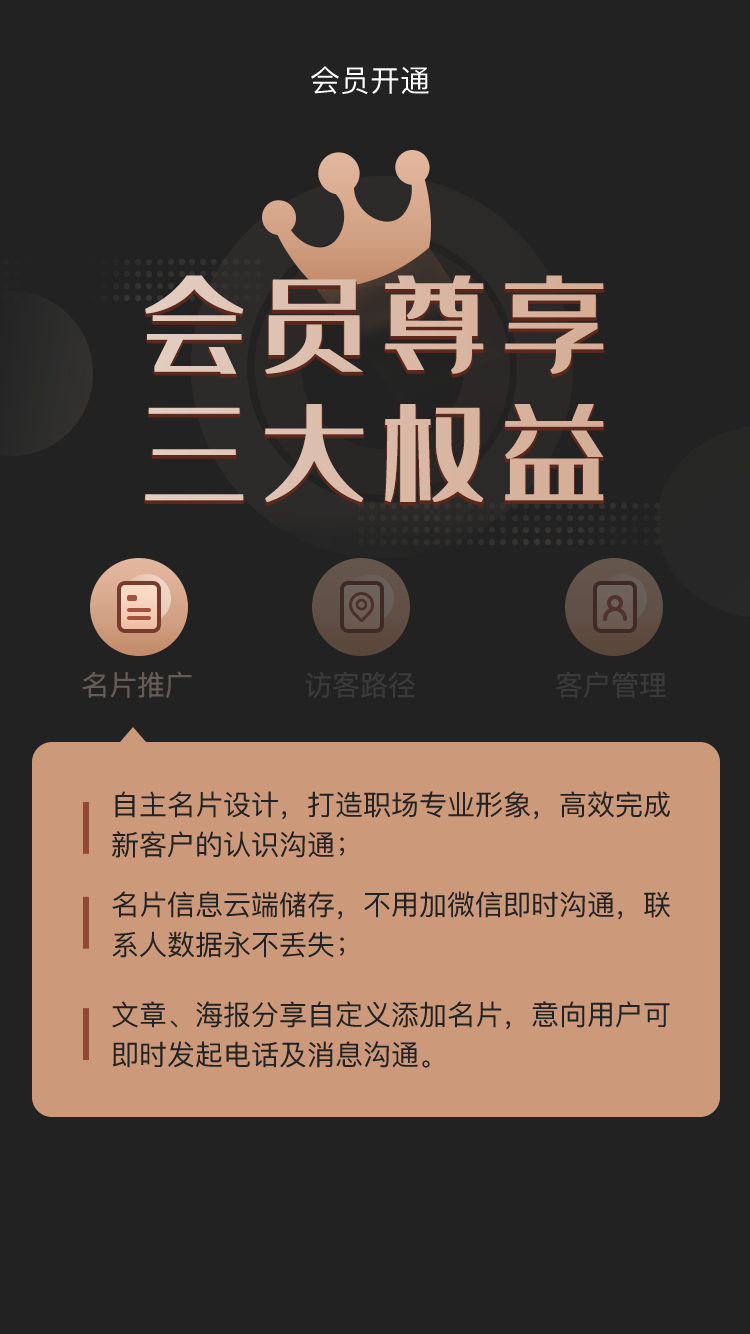 会员开通
会员尊享
三大权益
名片推广
访客路径
客户管理
自主名片设计，打造职场专业形象，高效完成
新客户的认识沟通；
名片信息云端储存，不用加微信即时沟通，联
系人数据永不丢失；
文章、海报分享自定义添加名片，意向用户可
即时发起电话及消息沟通。